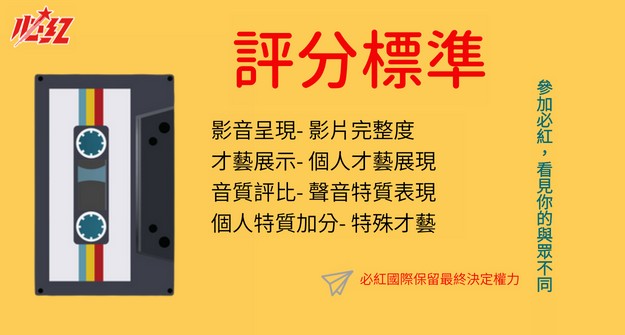 必紅
評分標準
影音呈現- 影片完整度
才藝展示- 個人才藝展現
音質評比- 聲音特質表現
個人特質加分- 特殊才藝
必紅國際保留最終決定權力
參加必紅，看見你的與眾不同